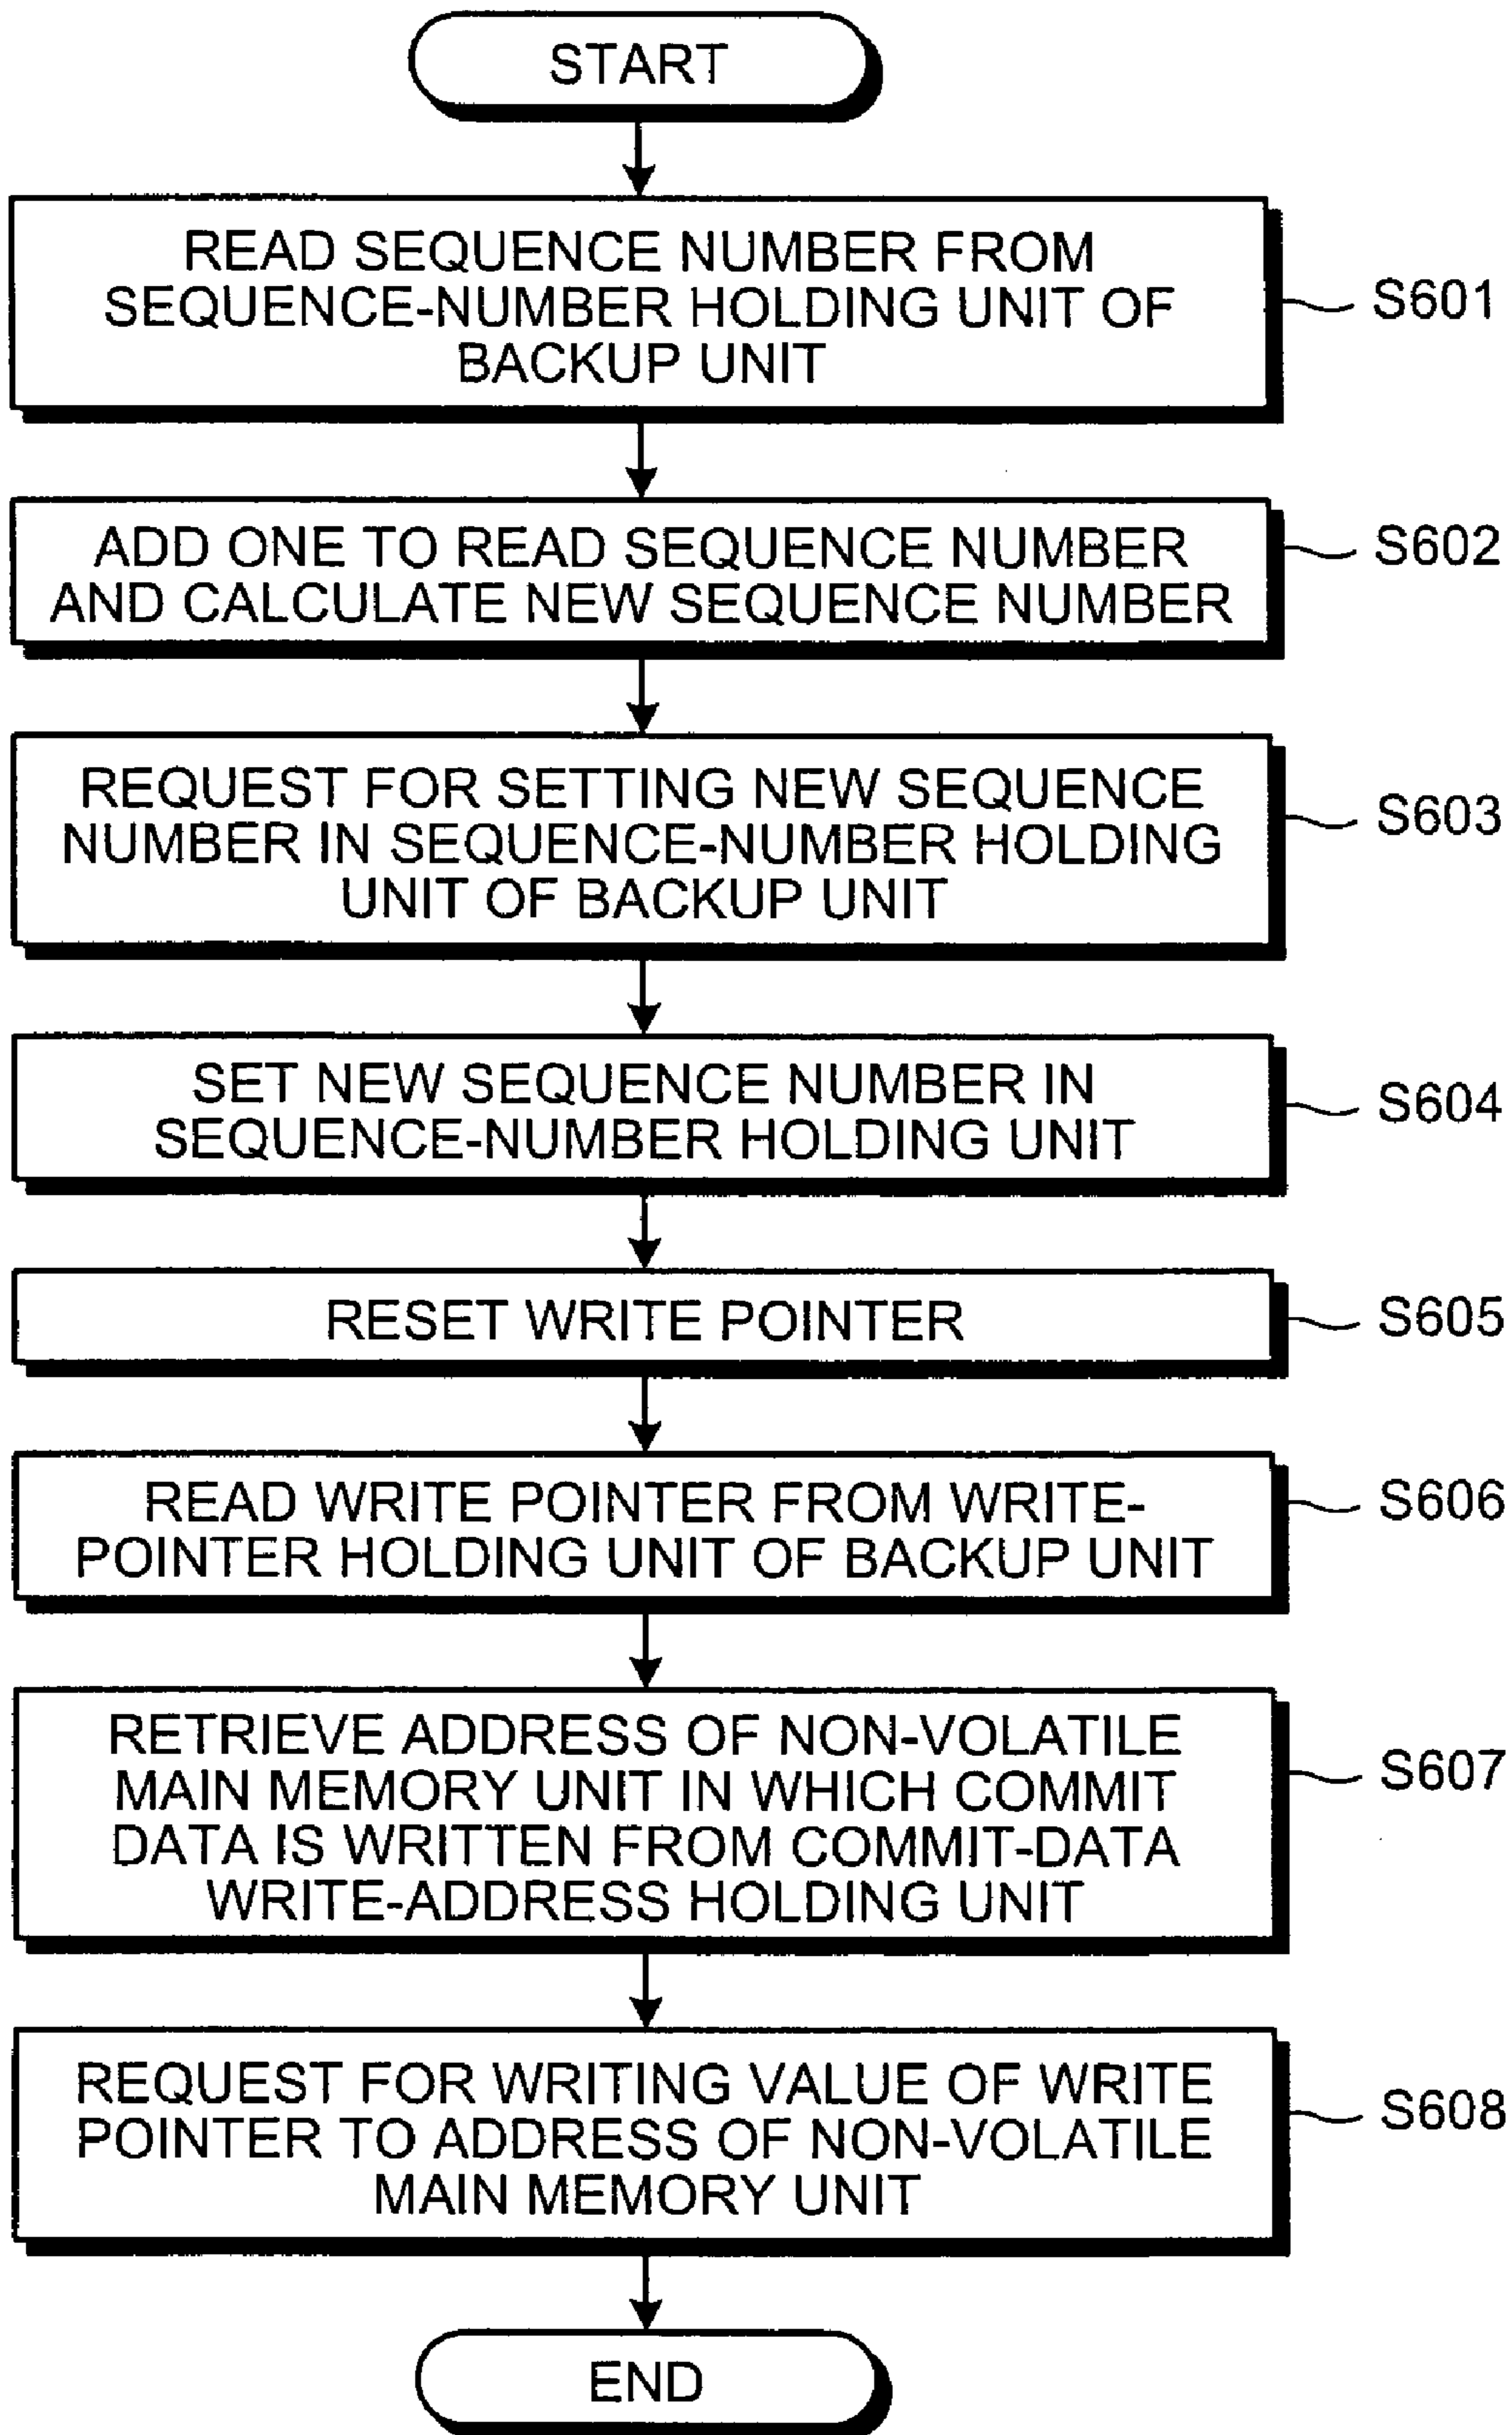 START
READ SEQUENCE NUMBER FROM
SEQUENCE-NUMBER HOLDING UNIT OF
BACKUP UNIT
S601
ADD ONE TO READ SEQUENCE NUMBER
AND CALCULATE NEW SEQUENCE NUMBER
S602
REQUEST FOR SETTING NEW SEQUENCE
NUMBER IN SEQUENCE-NUMBER HOLDING
UNIT OF BACKUP UNIT
S603
SET NEW SEQUENCE NUMBER IN
SEQUENCE-NUMBER HOLDING UNIT
S604
RESET WRITE POINTER
S605
READ WRITE POINTER FROM WRITE-
POINTER HOLDING UNIT OF BACKUP UNIT
S606
RETRIEVE ADDRESS OF NON-VOLATILE
MAIN MEMORY UNIT IN WHICH COMMIT
DATA IS WRITTEN FROM COMMIT-DATA
WRITE-ADDRESS HOLDING UNIT
S607
REQUEST FOR WRITING VALUE OF WRITE
POINTER TO ADDRESS OF NON-VOLATILE
MAIN MEMORY UNIT
S608
END